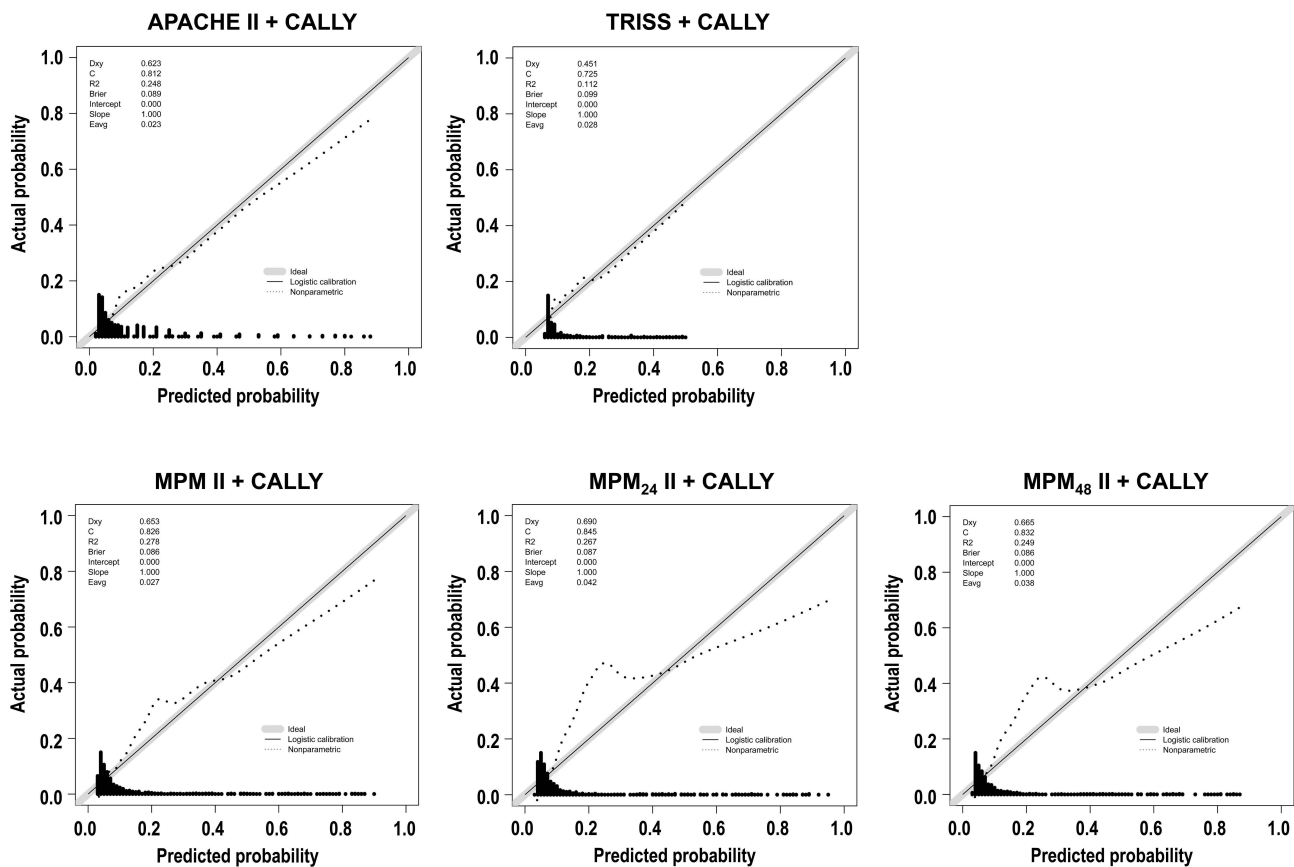 APACHE II + CALLY
Actual probability
1.0
0.8
0.6
0.4
0.2
0.0
Dxy 0.623
C 0.812
R2 0.248
Brier 0.089
Intercept 0.000
Slope 1.000
Eavg 0.023
Ideal
Logistic calibration
Nonparametric
0.0 0.2 0.4 0.6 0.8 1.0
Predicted probability
TRISS + CALLY
Actual probability
1.0
0.8
0.6
0.4
0.2
0.0
Dxy 0.451
C 0.725
R2 0.112
Brier 0.099
Intercept 0.000
Slope 1.000
Eavg 0.028
Ideal
Logistic calibration
Nonparametric
0.0 0.2 0.4 0.6 0.8 1.0
Predicted probability
MPM II + CALLY
Actual probability
1.0
0.8
0.6
0.4
0.2
0.0
Dxy 0.653
C 0.826
R2 0.278
Brier 0.086
Intercept 0.000
Slope 1.000
Eavg 0.027
Ideal
Logistic calibration
Nonparametric
0.0 0.2 0.4 0.6 0.8 1.0
Predicted probability
MPM24 II + CALLY
Actual probability
1.0
0.8
0.6
0.4
0.2
0.0
Dxy 0.690
C 0.845
R2 0.267
Brier 0.087
Intercept 0.000
Slope 1.000
Eavg 0.042
Ideal
Logistic calibration
Nonparametric
0.0 0.2 0.4 0.6 0.8 1.0
Predicted probability
MPM48 II + CALLY
Actual probability
1.0
0.8
0.6
0.4
0.2
0.0
Dxy 0.665
C 0.832
R2 0.249
Brier 0.086
Intercept 0.000
Slope 1.000
Eavg 0.038
Ideal
Logistic calibration
Nonparametric
0.0 0.2 0.4 0.6 0.8 1.0
Predicted probability